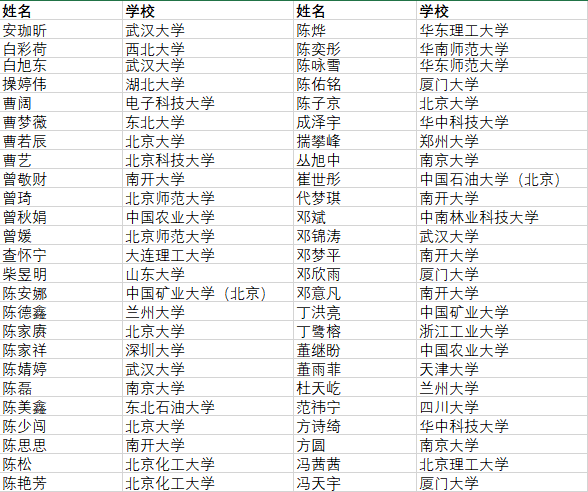 姓名 学校 姓名 学校
安珈昕 武汉大学 陈烨 华东理工大学
白彩荷 西北大学 陈奕彤 华南师范大学
白旭东 武汉大学 陈咏雪 华东师范大学
操婷伟 湖北大学 陈佑铭 厦门大学
曹阔 电子科技大学 陈子京 北京大学
曹梦薇 东北大学 成泽宇 华中科技大学
曹若辰 北京大学 揣攀峰 郑州大学
曹艺 北京科技大学 丛旭中 南京大学
曾敬财 南开大学 崔世彤 中国石油大学（北京）
曾琦 北京师范大学 代梦琪 南开大学
曾秋娟 中国农业大学 邓斌 中南林业科技大学
曾媛 北京师范大学 邓锦涛 武汉大学
查怀宁 大连理工大学 邓梦平 南开大学
柴昱明 山东大学 邓欣雨 厦门大学
陈安娜 中国矿业大学（北京） 邓意凡 南开大学
陈德鑫 兰州大学 丁洪亮 中国矿业大学
陈家赓 北京大学 丁鹭榕 浙江工业大学
陈家祥 深圳大学 董继盼 中国农业大学
陈婧婷 武汉大学 董雨菲 天津大学
陈磊 南京大学 杜天屹 兰州大学
陈美鑫 东北石油大学 范祎宁 四川大学
陈少闯 北京大学 方诗绮 华中科技大学
陈思思 南开大学 方圆 南京大学
陈松 北京化工大学 冯茜茜 北京理工大学
陈艳芳 北京化工大学 冯天宇 厦门大学